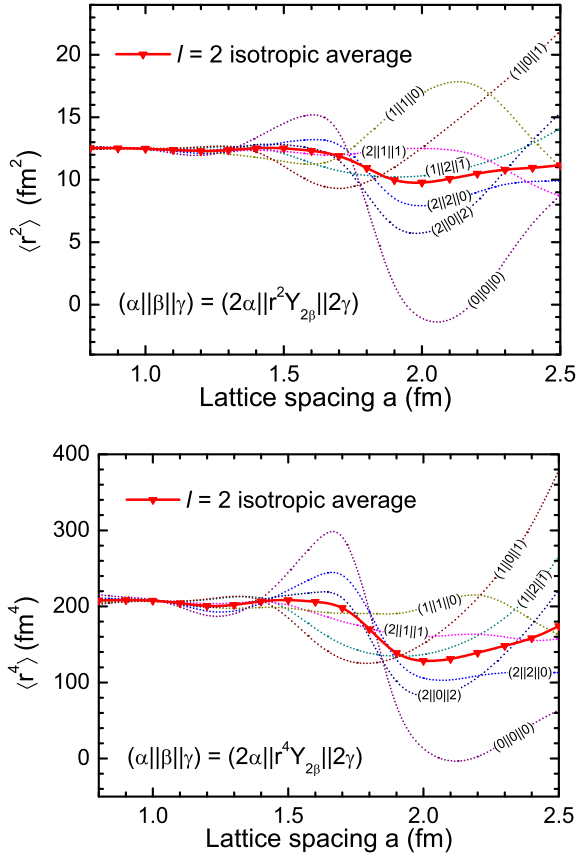 l = 2 isotropic average
20
15
10
5
0
⟨r²⟩ (fm²)
(1||1||0)
(1||0||1)
(2||1||1)
(1||2||1̄)
(2||2||0)
(2||0||2)
(0||0||0)
(α||β||γ) = (2α||r²Y₂ᵦ||2γ)
1.0 1.5 2.0 2.5
Lattice spacing a (fm)
400
300
200
100
0
⟨r⁴⟩ (fm⁴)
l = 2 isotropic average
(1||0||1)
(1||2||1̄)
(1||1||0)
(2||1||1)
(2||2||0)
(2||0||2)
(0||0||0)
(α||β||γ) = (2α||r⁴Y₂ᵦ||2γ)
1.0 1.5 2.0 2.5
Lattice spacing a (fm)